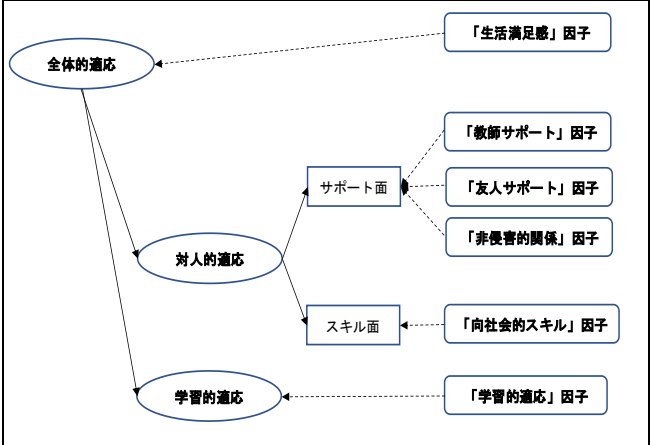 「生活満足感」因子
全体的適応
「教師サポート」因子
サポート面
「友人サポート」因子
「非侵害的関係」因子
対人的適応
スキル面
「向社会的スキル」因子
学習的適応
「学習的適応」因子